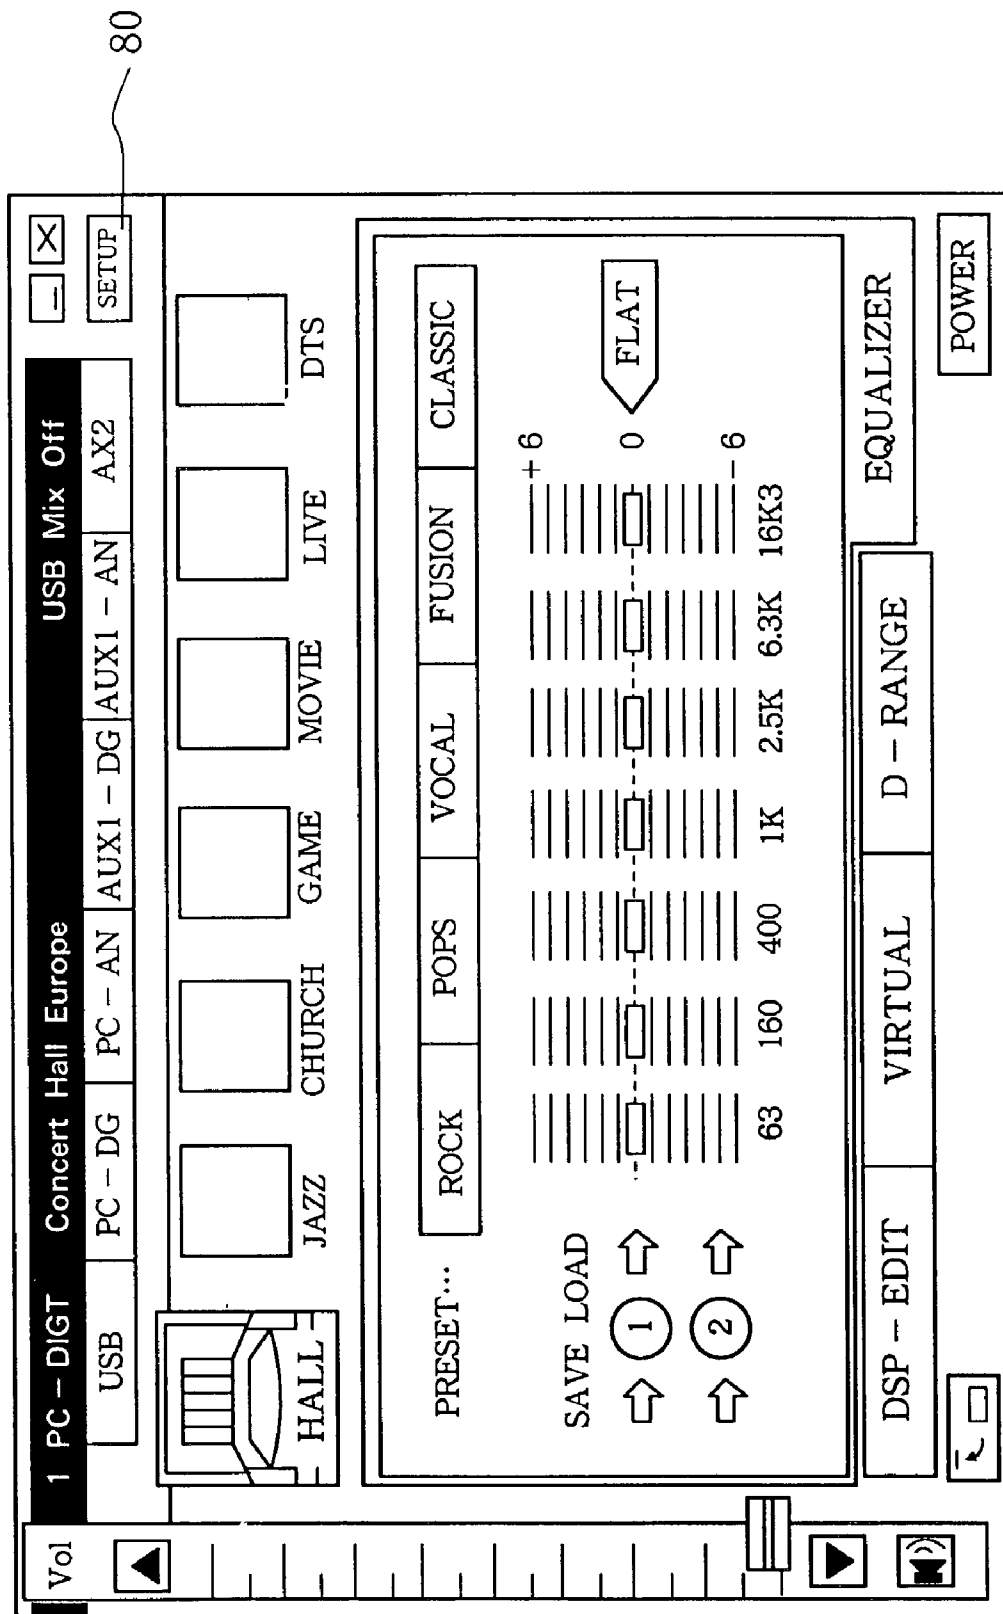 80
Vol
1 PC-DIGT Concert Hall Europe USB Mix Off
USB PC-DG PC-AN AUX1-DG AUX1-AN AX2 SETUP
HALL JAZZ CHURCH GAME MOVIE LIVE DTS
PRESET… ROCK POPS VOCAL FUSION CLASSIC
SAVE LOAD
+6
1 0 FLAT
2
-6
63 160 400 1K 2.5K 6.3K 16K3
DSP-EDIT VIRTUAL D-RANGE EQUALIZER
POWER